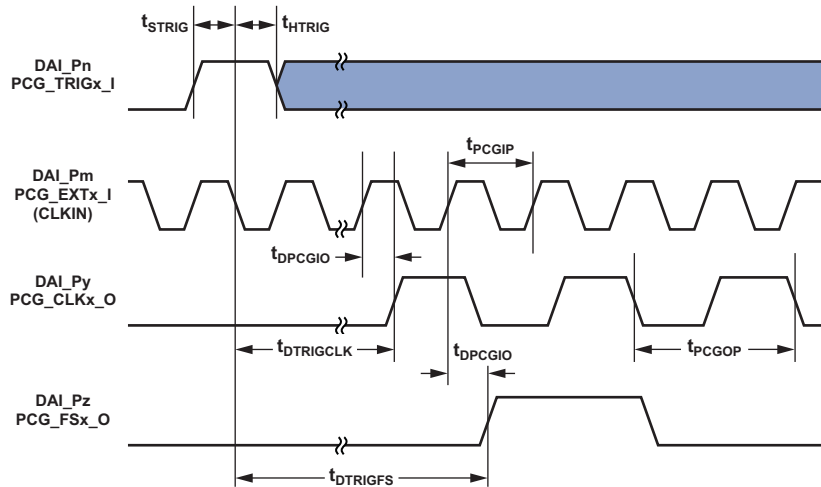 tSTRIG
tHTRIG
DAI_Pn
PCG_TRIGx_I
DAI_Pm
PCG_EXTx_I
(CLKIN)
tPCGIP
tDPCGIO
DAI_Py
PCG_CLKx_O
tDTRIGCLK
tDPCGIO
tPCGOP
DAI_Pz
PCG_FSx_O
tDTRIGFS